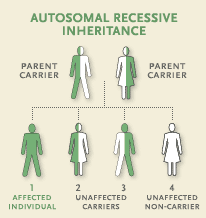 AUTOSOMAL RECESSIVE
INHERITANCE
PARENT
CARRIER
PARENT
CARRIER
1
AFFECTED
INDIVIDUAL
2 3
UNAFFECTED
CARRIERS
4
UNAFFECTED
NON-CARRIER